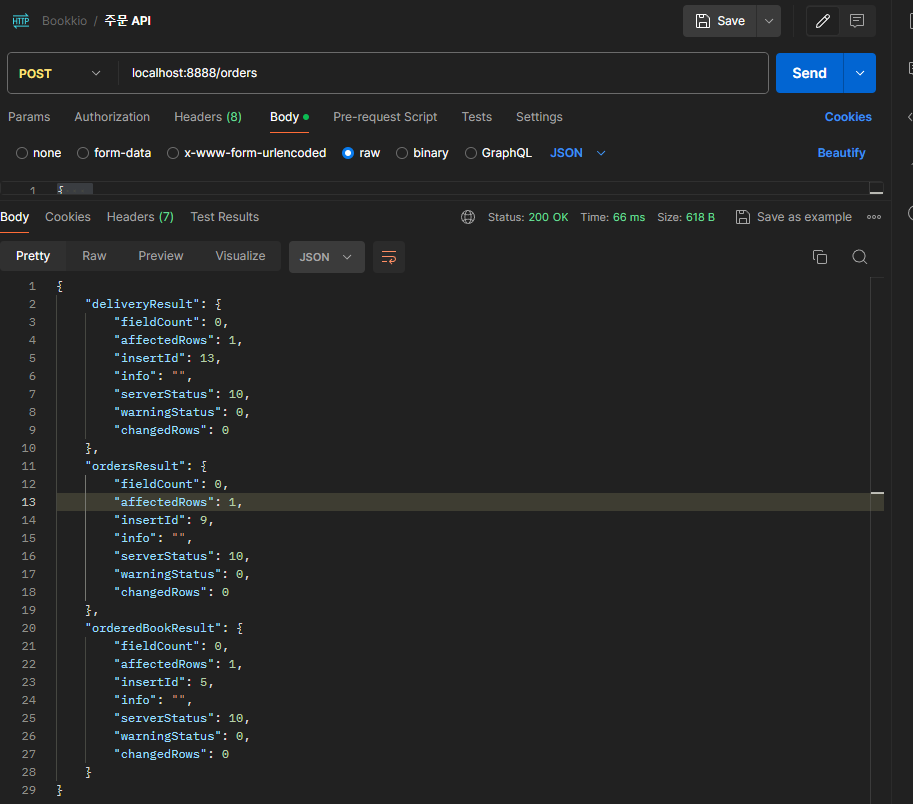 HTTP Bookkio / 주문 API Save
POST localhost:8888/orders Send
Params Authorization Headers (8) Body Pre-request Script Tests Settings Cookies
none form-data x-www-form-urlencoded raw binary GraphQL JSON Beautify
1 { ...
Body Cookies Headers (7) Test Results Status: 200 OK Time: 66 ms Size: 618 B Save as example
Pretty Raw Preview Visualize JSON
1 {
2 "deliveryResult": {
3 "fieldCount": 0,
4 "affectedRows": 1,
5 "insertId": 13,
6 "info": "",
7 "serverStatus": 10,
8 "warningStatus": 0,
9 "changedRows": 0
10 },
11 "ordersResult": {
12 "fieldCount": 0,
13 "affectedRows": 1,
14 "insertId": 9,
15 "info": "",
16 "serverStatus": 10,
17 "warningStatus": 0,
18 "changedRows": 0
19 },
20 "orderedBookResult": {
21 "fieldCount": 0,
22 "affectedRows": 1,
23 "insertId": 5,
24 "info": "",
25 "serverStatus": 10,
26 "warningStatus": 0,
27 "changedRows": 0
28 }
29 }